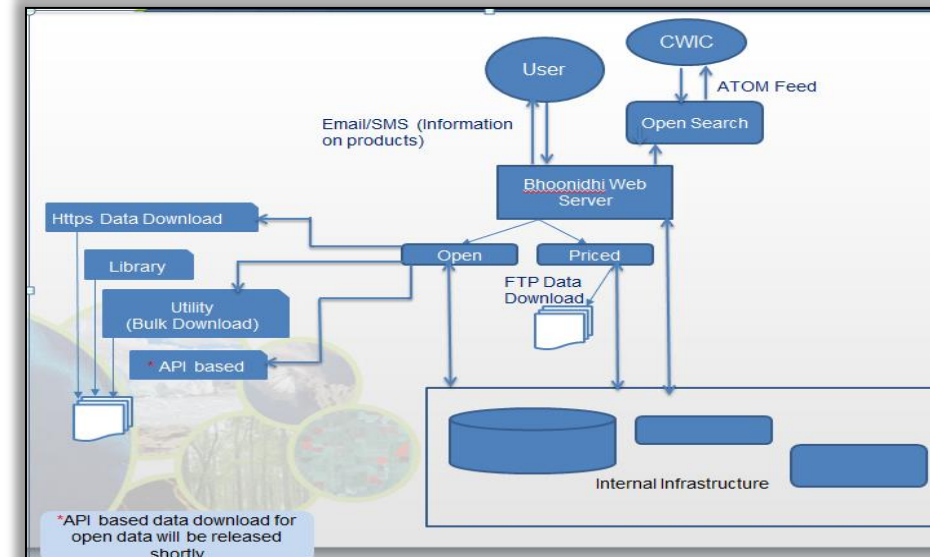 CWIC
User
ATOM Feed
Open Search
Email/SMS (Information
on products)
Bhoonidhi Web
Server
Https Data Download
Open
Priced
Library
FTP Data
Download
Utility
(Bulk Download)
* API based
Internal Infrastructure
*API based data download for
open data will be released
shortly